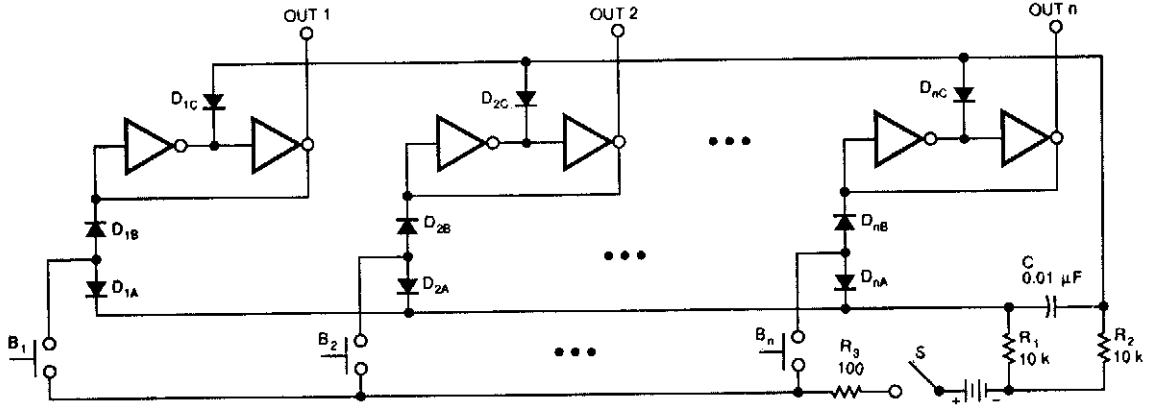 OUT 1
OUT 2
OUT n
D1C
D2C
DnC
D1B
D2B
DnB
D1A
D2A
DnA
C
0.01 µF
B1
B2
Bn
R3
100
S
R1
10 k
R2
10 k
+ -